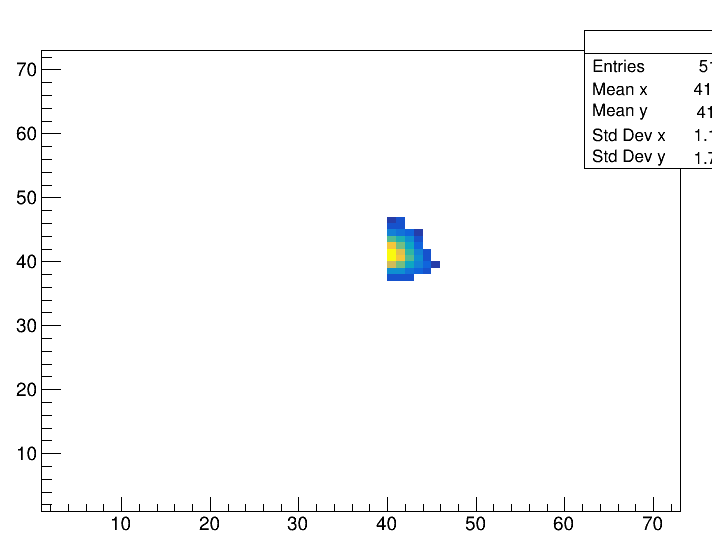 Entries 51
Mean x 41
Mean y 41
Std Dev x 1.1
Std Dev y 1.7
70
60
50
40
30
20
10
10 20 30 40 50 60 70